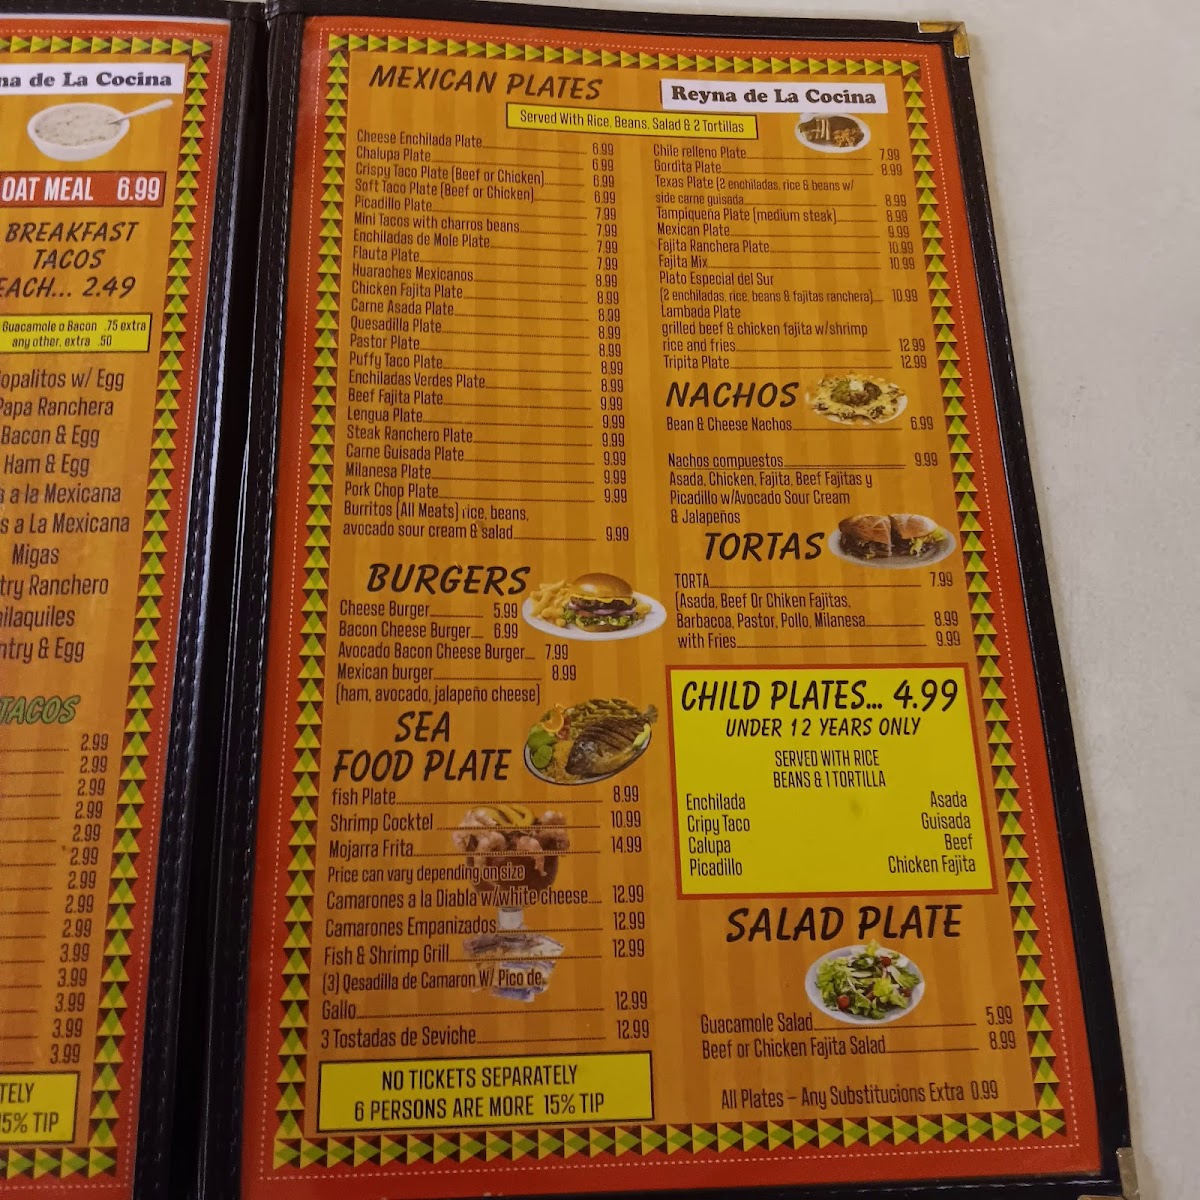 na de La Cocina
OAT MEAL 6.99
BREAKFAST
TACOS
EACH... 2.49
Guacamole o Bacon .75 extra
any other. extra .50
opalitos w/ Egg
Papa Ranchera
Bacon & Egg
Ham & Egg
s a la Mexicana
s a La Mexicana
Migas
try Ranchero
ilaquiles
ntry & Egg
TACOS
2.99
2.99
2.99
2.99
2.99
2.99
2.99
2.99
2.99
3.99
3.99
3.99
3.99
3.99
TELY
15% TIP
MEXICAN PLATES
Reyna de La Cocina
Served With Rice, Beans, Salad & 2 Tortillas
Cheese Enchilada Plate 6.99
Chalupa Plate 6.99
Crispy Taco Plate (Beef or Chicken) 6.99
Soft Taco Plate (Beef or Chicken) 6.99
Picadillo Plate 7.99
Mini Tacos with charros beans 7.99
Enchiladas de Mole Plate 7.99
Flauta Plate 7.99
Huaraches Mexicanos 8.99
Chicken Fajita Plate 8.99
Carne Asada Plate 8.99
Quesadilla Plate 8.99
Pastor Plate 8.99
Puffy Taco Plate 8.99
Enchiladas Verdes Plate 8.99
Beef Fajita Plate 9.99
Lengua Plate 9.99
Steak Ranchero Plate 9.99
Carne Guisada Plate 9.99
Milanesa Plate 9.99
Pork Chop Plate 9.99
Burritos (All Meats) rice, beans,
avocado sour cream & salad 9.99
BURGERS
Cheese Burger 5.99
Bacon Cheese Burger 6.99
Avocado Bacon Cheese Burger 7.99
Mexican burger 8.99
(ham, avocado, jalapeño cheese)
SEA
FOOD PLATE
fish Plate 8.99
Shrimp Cocktel 10.99
Mojarra Frita 14.99
Price can vary depending on size
Camarones a la Diabla w/white cheese 12.99
Camarones Empanizados 12.99
Fish & Shrimp Grill 12.99
(3) Qesadilla de Camaron W/ Pico de
Gallo 12.99
3 Tostadas de Seviche 12.99
NO TICKETS SEPARATELY
6 PERSONS ARE MORE 15% TIP
Chile relleno Plate 7.99
Gordita Plate 8.99
Texas Plate (2 enchiladas, rice & beans w/
side carne guisada 8.99
Tampiqueña Plate (medium steak) 8.99
Mexican Plate 9.99
Fajita Ranchera Plate 10.99
Fajita Mix 10.99
Plato Especial del Sur
(2 enchiladas, rice, beans & fajitas ranchera) 10.99
Lambada Plate
grilled beef & chicken fajita w/shrimp
rice and fries 12.99
Tripita Plate 12.99
NACHOS
Bean & Cheese Nachos 6.99
Nachos compuestos 9.99
Asada, Chicken, Fajita, Beef Fajitas y
Picadillo w/Avocado Sour Cream
& Jalapeños
TORTAS
TORTA 7.99
(Asada, Beef Or Chiken Fajitas,
Barbacoa, Pastor, Pollo, Milanesa 8.99
with Fries 9.99
CHILD PLATES... 4.99
UNDER 12 YEARS ONLY
SERVED WITH RICE
BEANS & 1 TORTILLA
Enchilada Asada
Cripy Taco Guisada
Calupa Beef
Picadillo Chicken Fajita
SALAD PLATE
Guacamole Salad 5.99
Beef or Chicken Fajita Salad 8.99
All Plates – Any Substitucions Extra 0.99